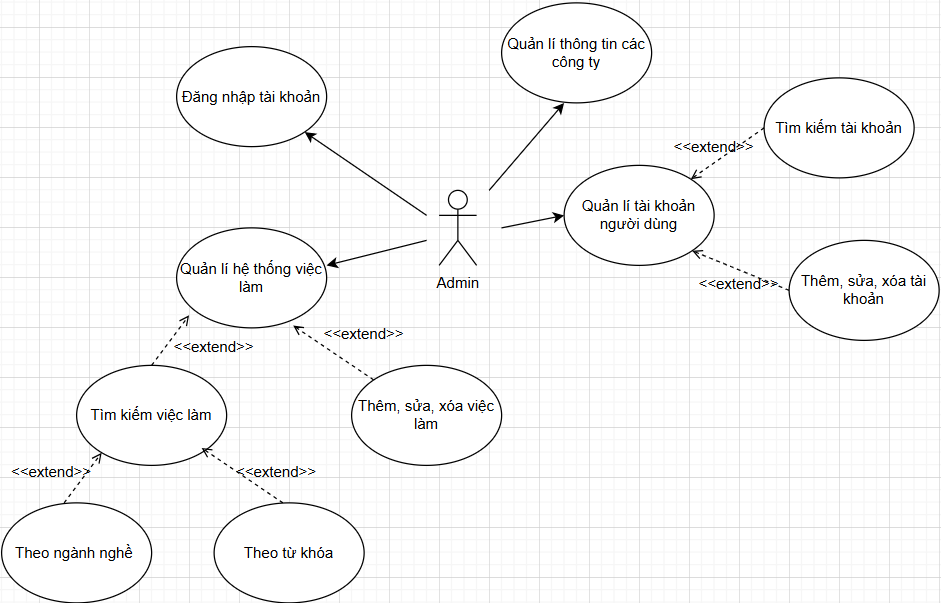 Quản lí thông tin các
công ty
Đăng nhập tài khoản
Tìm kiếm tài khoản
<<extend>>
Quản lí tài khoản
người dùng
Admin
Quản lí hệ thống việc
làm
<<extend>>
Thêm, sửa, xóa tài
khoản
<<extend>>
<<extend>>
Tìm kiếm việc làm
Thêm, sửa, xóa việc
làm
<<extend>>
<<extend>>
Theo ngành nghề
Theo từ khóa